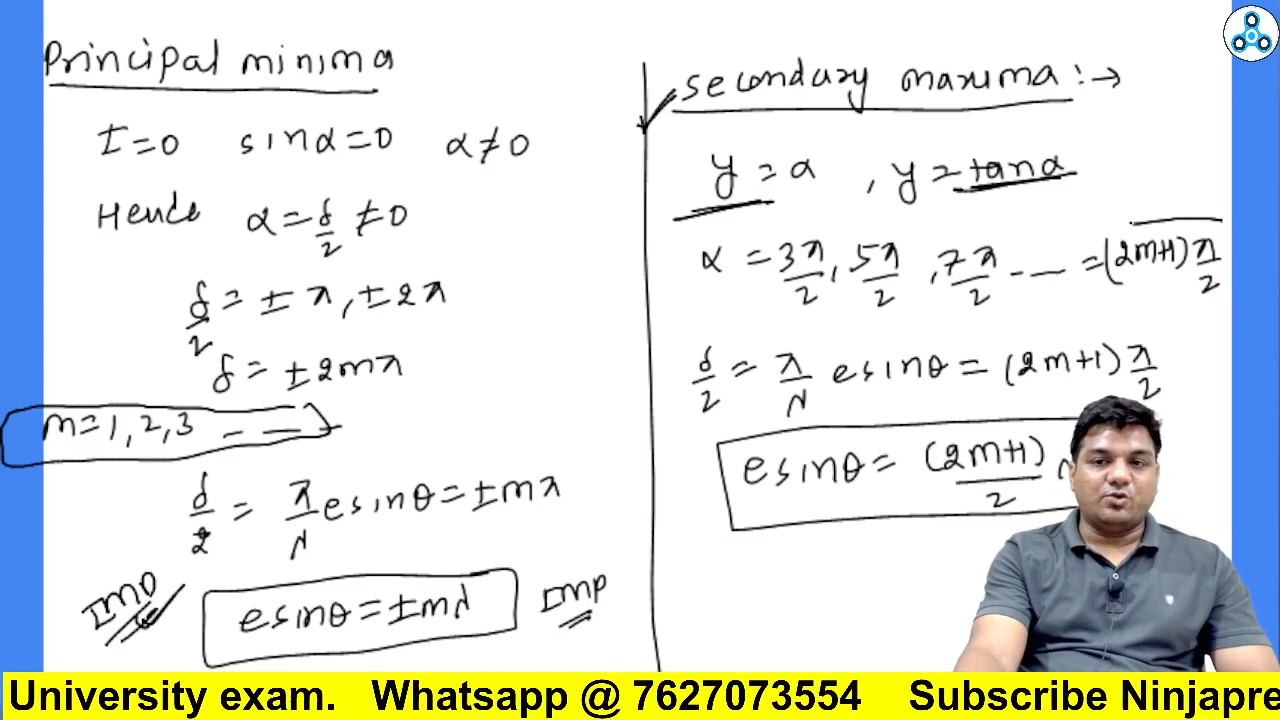 Principal minima
I=0 sinα=0 α≠0
Hence α=δ/2 ≠0
δ/2 = ±π, ±2π
δ = ±2mπ
m=1, 2, 3 - - -
δ/2 = π/λ e sinθ = ±mπ
IMP e sinθ = ±mλ IMP
secondary maxima :→
y = α , y = tanα
α = 3π/2, 5π/2, 7π/2 - - - = (2m+1) π/2
δ/2 = π/λ e sinθ = (2m+1) π/2
e sinθ = (2m+1)/2
University exam. Whatsapp @ 7627073554 Subscribe Ninjapre